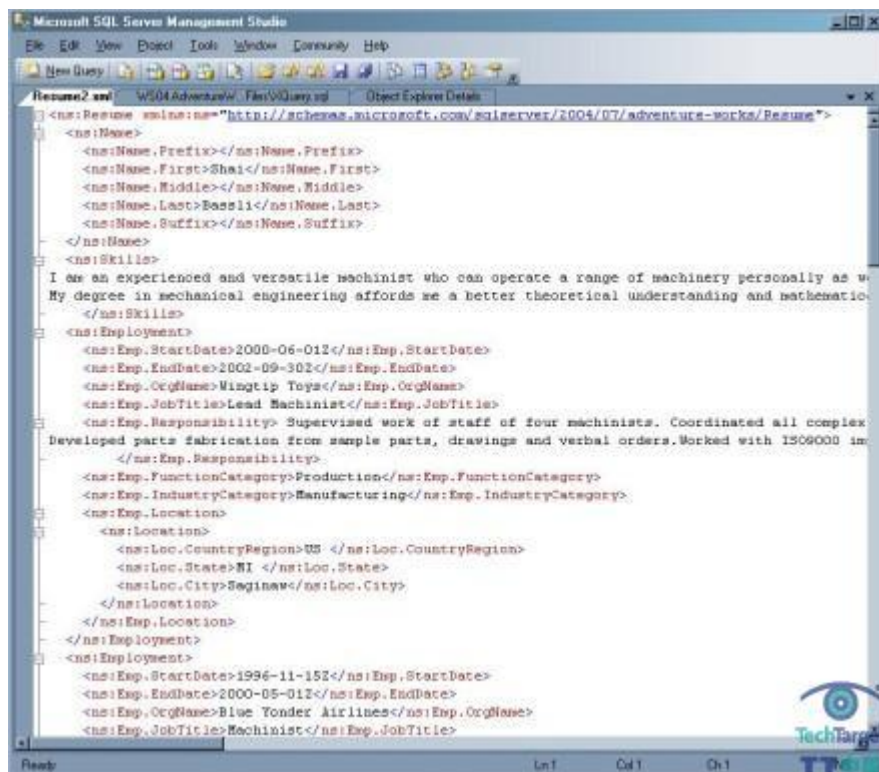 Microsoft SQL Server Management Studio
File Edit View Project Tools Window Community Help
New Query
Resume2.xml WS04.AdventureW...Files\XQuery.sql Object Explorer Details
<ns:Resume xmlns:ns="http://schemas.microsoft.com/sqlserver/2004/07/adventure-works/Resume">
<ns:Name>
<ns:Name.Prefix></ns:Name.Prefix>
<ns:Name.First>Shai</ns:Name.First>
<ns:Name.Middle></ns:Name.Middle>
<ns:Name.Last>Bassli</ns:Name.Last>
<ns:Name.Suffix></ns:Name.Suffix>
</ns:Name>
<ns:Skills>
I am an experienced and versatile machinist who can operate a range of machinery personally as w
My degree in mechanical engineering affords me a better theoretical understanding and mathematic
</ns:Skills>
<ns:Employment>
<ns:Emp.StartDate>2000-06-01Z</ns:Emp.StartDate>
<ns:Emp.EndDate>2002-09-30Z</ns:Emp.EndDate>
<ns:Emp.OrgName>Wingtip Toys</ns:Emp.OrgName>
<ns:Emp.JobTitle>Lead Machinist</ns:Emp.JobTitle>
<ns:Emp.Responsibility> Supervised work of staff of four machinists. Coordinated all complex
Developed parts fabrication from sample parts, drawings and verbal orders.Worked with ISO9000 im
</ns:Emp.Responsibility>
<ns:Emp.FunctionCategory>Production</ns:Emp.FunctionCategory>
<ns:Emp.IndustryCategory>Manufacturing</ns:Emp.IndustryCategory>
<ns:Emp.Location>
<ns:Location>
<ns:Loc.CountryRegion>US </ns:Loc.CountryRegion>
<ns:Loc.State>MI </ns:Loc.State>
<ns:Loc.City>Saginaw</ns:Loc.City>
</ns:Location>
</ns:Emp.Location>
</ns:Employment>
<ns:Employment>
<ns:Emp.StartDate>1996-11-15Z</ns:Emp.StartDate>
<ns:Emp.EndDate>2000-05-01Z</ns:Emp.EndDate>
<ns:Emp.OrgName>Blue Yonder Airlines</ns:Emp.OrgName>
<ns:Emp.JobTitle>Machinist</ns:Emp.JobTitle>
TechTarge
Ready Ln 1 Col 1 Ch 1